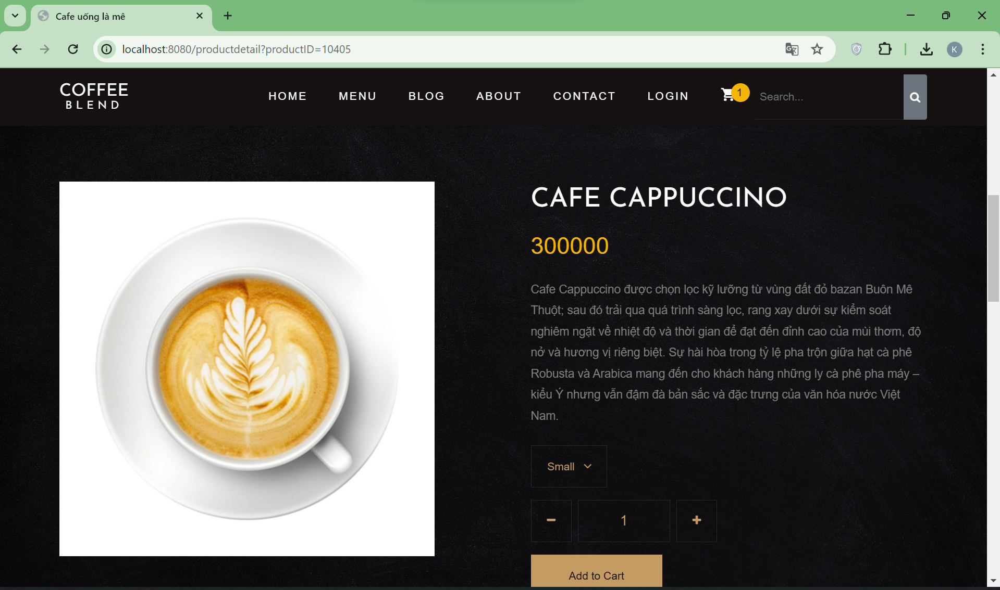 Cafe uống là mê
localhost:8080/productdetail?productID=10405
K
COFFEE
BLEND
HOME MENU BLOG ABOUT CONTACT LOGIN 1 Search...
CAFE CAPPUCCINO
300000
Cafe Cappuccino được chọn lọc kỹ lưỡng từ vùng đất đỏ bazan Buôn Mê
Thuột; sau đó trải qua quá trình sàng lọc, rang xay dưới sự kiểm soát
nghiêm ngặt về nhiệt độ và thời gian để đạt đến đỉnh cao của mùi thơm, độ
nở và hương vị riêng biệt. Sự hài hòa trong tỷ lệ pha trộn giữa hạt cà phê
Robusta và Arabica mang đến cho khách hàng những ly cà phê pha máy –
kiểu Ý nhưng vẫn đậm đà bản sắc và đặc trưng của văn hóa nước Việt
Nam.
Small
1
Add to Cart